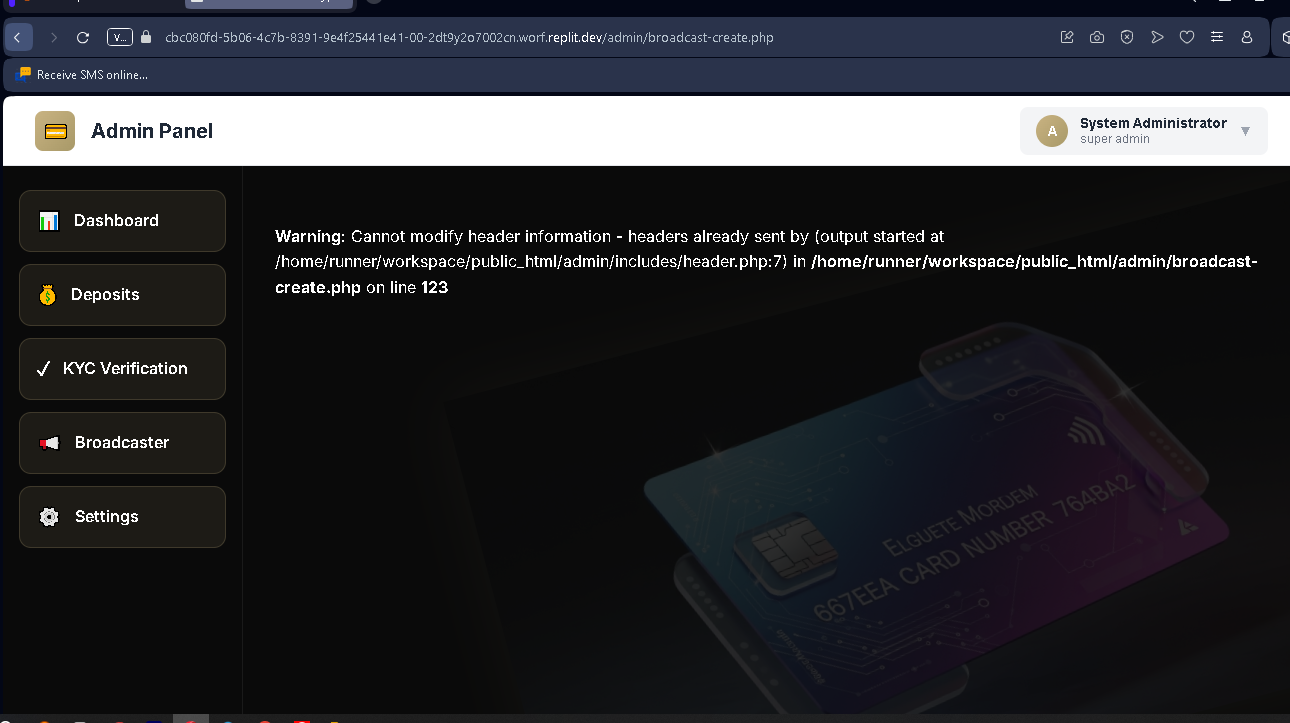 V...
cbc080fd-5b06-4c7b-8391-9e4f25441e41-00-2dt9y2o7002cn.worf.replit.dev/admin/broadcast-create.php
Receive SMS online...
Admin Panel
A
System Administrator
super admin
Dashboard
Deposits
KYC Verification
Broadcaster
Settings
Warning: Cannot modify header information - headers already sent by (output started at
/home/runner/workspace/public_html/admin/includes/header.php:7) in /home/runner/workspace/public_html/admin/broadcast-
create.php on line 123
ELGUETE MORUEM
667EEA CARD NUMBER 764BA2